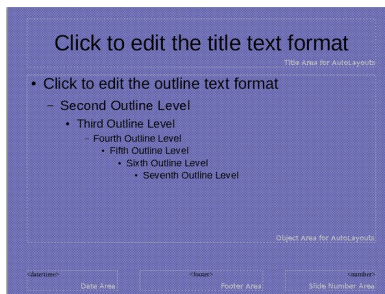 Click to edit the title text format
Title Area for AutoLayouts
• Click to edit the outline text format
– Second Outline Level
• Third Outline Level
– Fourth Outline Level
• Fifth Outline Level
• Sixth Outline Level
• Seventh Outline Level
Object Area for AutoLayouts
<date/time>
<footer>
<number>
Date Area
Footer Area
Slide Number Area